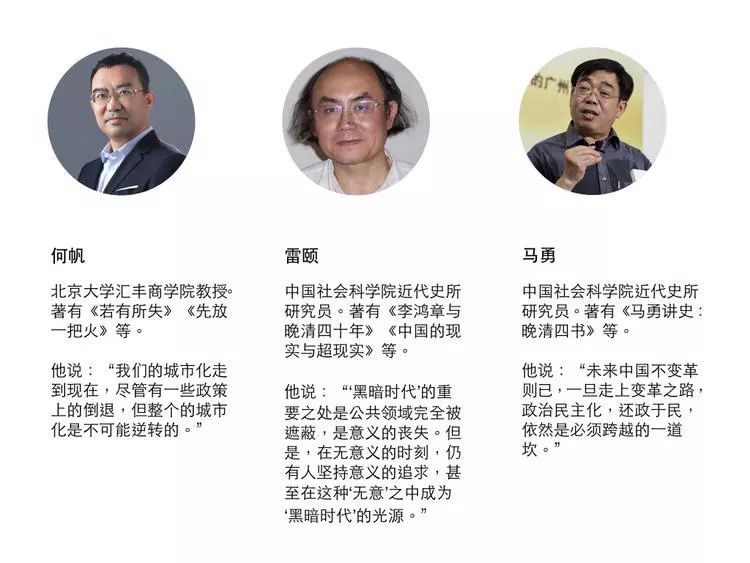 的广州
何帆
北京大学汇丰商学院教授。
著有《若有所失》《先放
一把火》等。
他说：“我们的城市化走
到现在，尽管有一些政策
上的倒退，但整个的城市
化是不可能逆转的。”
雷颐
中国社会科学院近代史所
研究员。著有《李鸿章与
晚清四十年》《中国的现
实与超现实》等。
他说：“‘黑暗时代’的重
要之处是公共领域完全被
遮蔽，是意义的丧失。但
是，在无意义的时刻，仍
有人坚持意义的追求，甚
至在这种‘无意’之中成为
‘黑暗时代’的光源。”
马勇
中国社会科学院近代史所
研究员。著有《马勇讲史：
晚清四书》等。
他说：“未来中国不变革
则已，一旦走上变革之路，
政治民主化，还政于民，
依然是必须跨越的一道
坎。”